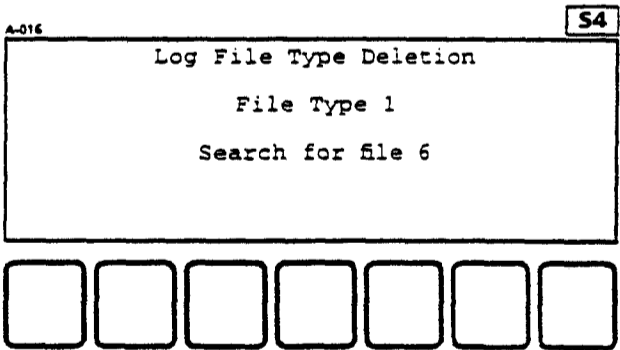 A-016
S4
Log File Type Deletion
File Type 1
Search for file 6